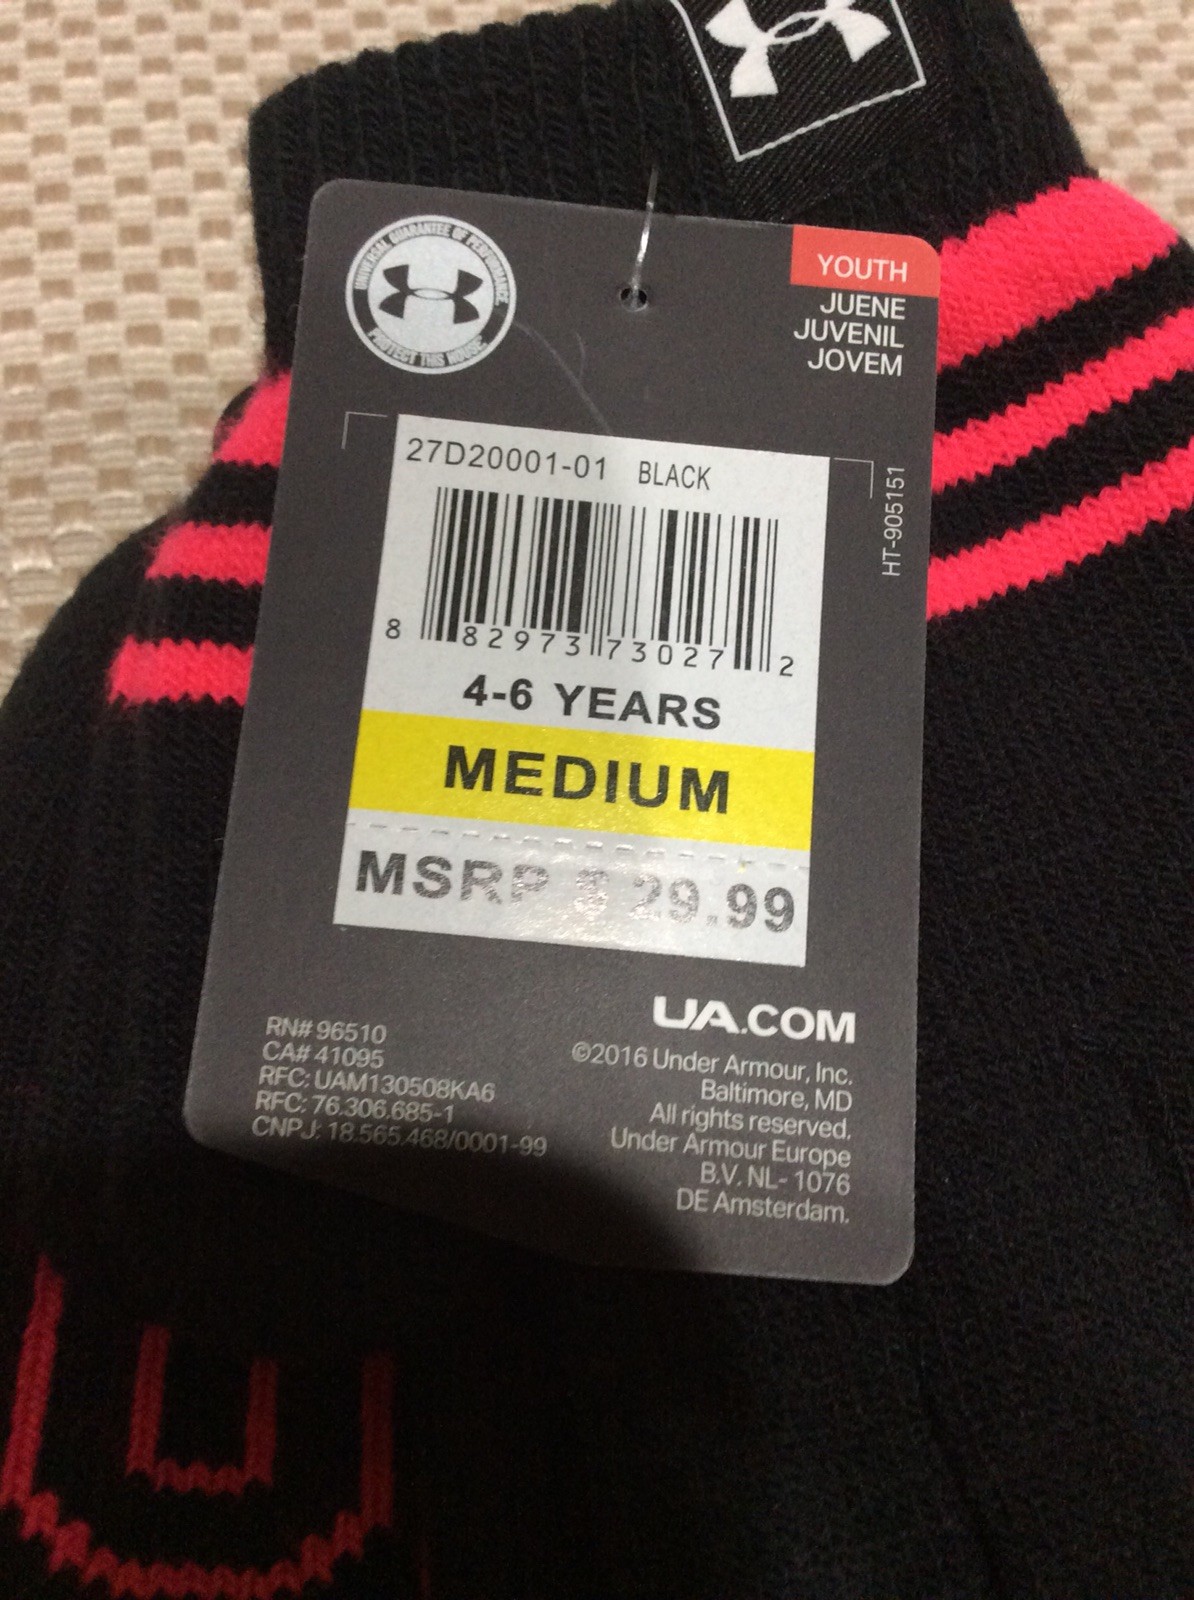 UNIVERSAL GUARANTEE OF PERFORMANCE
PROTECT THIS HOUSE
YOUTH
JUENE
JUVENIL
JOVEM
27D20001-01 BLACK
HT-905151
8 82973 73027 2
4-6 YEARS
MEDIUM
MSRP $ 29.99
RN# 96510
CA# 41095
RFC: UAM130508KA6
RFC: 76.306.685-1
CNPJ: 18.565.468/0001-99
UA.COM
©2016 Under Armour, Inc.
Baltimore, MD
All rights reserved.
Under Armour Europe
B.V. NL- 1076
DE Amsterdam.